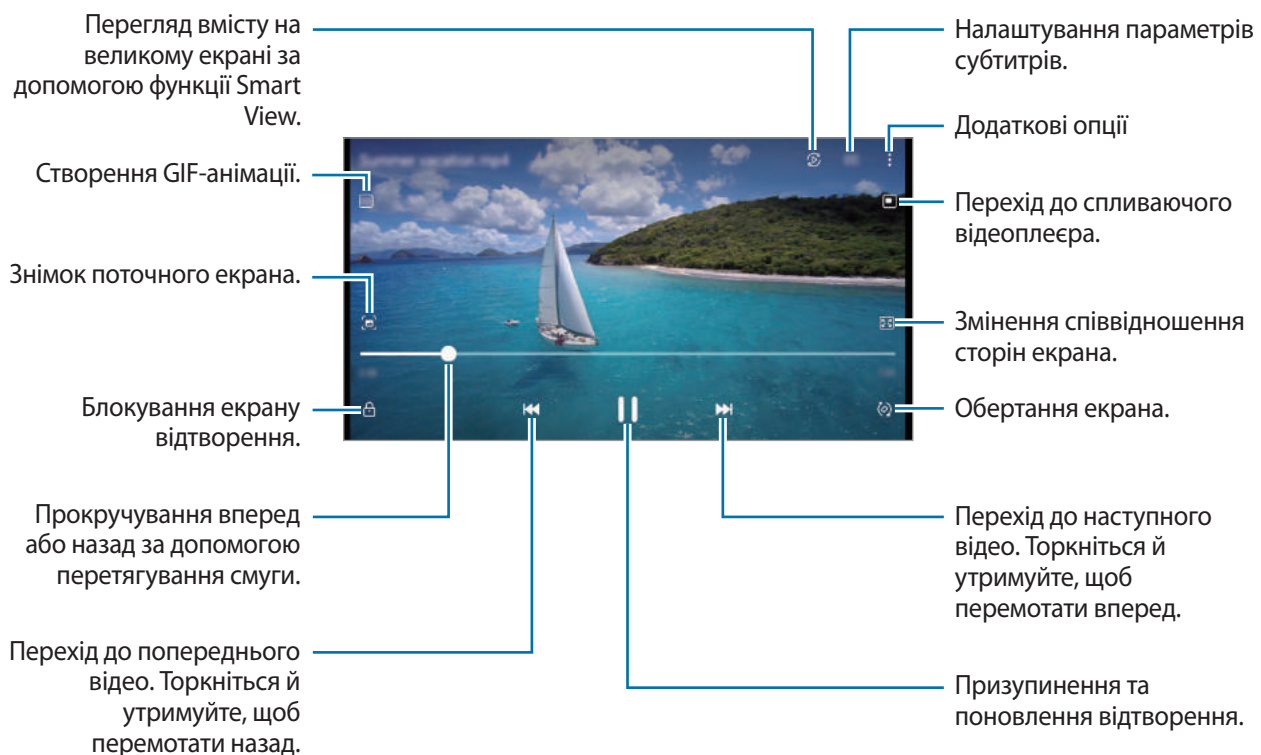 Перегляд вмісту на
великому екрані за
допомогою функції Smart
View.
Створення GIF-анімації.
Знімок поточного екрана.
Блокування екрану
відтворення.
Прокручування вперед
або назад за допомогою
перетягування смуги.
Перехід до попереднього
відео. Торкніться й
утримуйте, щоб
перемотати назад.
Налаштування параметрів
субтитрів.
Додаткові опції
Перехід до спливаючого
відеоплеєра.
Змінення співвідношення
сторін екрана.
Обертання екрана.
Перехід до наступного
відео. Торкніться й
утримуйте, щоб
перемотати вперед.
Призупинення та
поновлення відтворення.